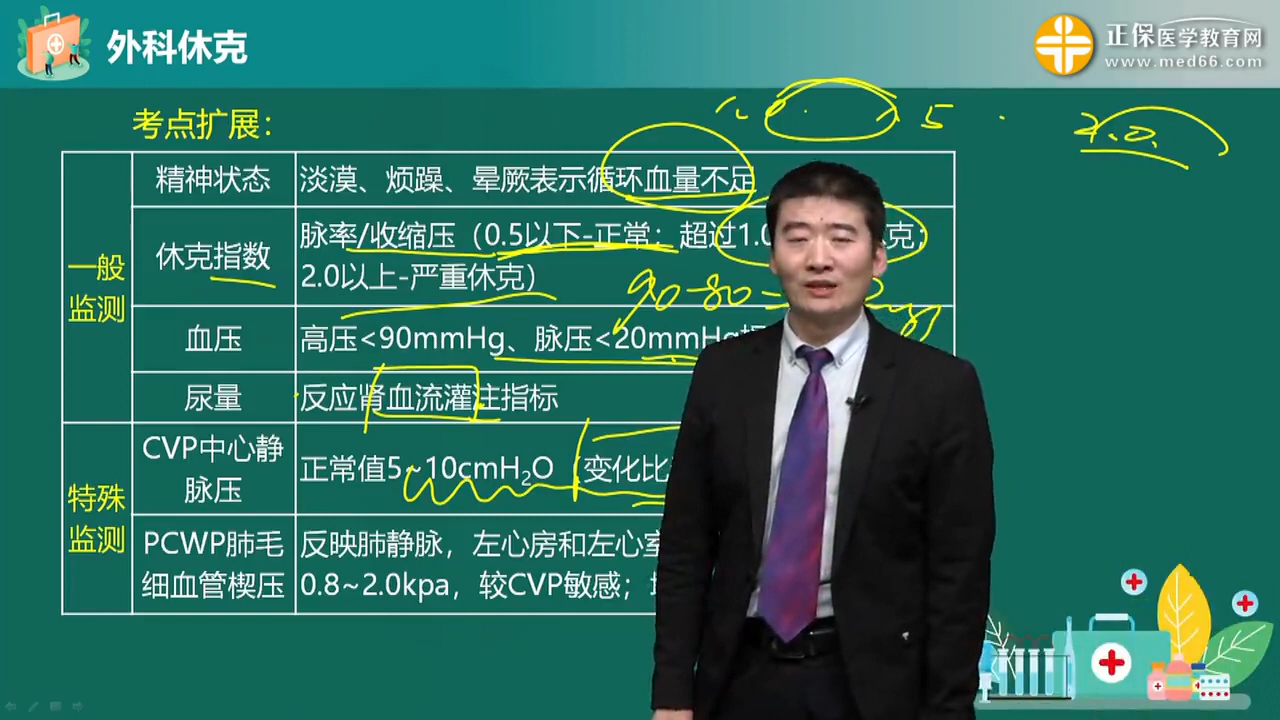 外科休克
正保医学教育网
www.med66.com
考点扩展：
5
2.0.
一般
监测
精神状态
淡漠、烦躁、晕厥表示循环血量不足
休克指数
脉率/收缩压（0.5以下-正常；超过1.0
克；
2.0以上-严重休克）
90-80=
血压
高压<90mmHg、脉压<20mmHg
尿量
反应肾血流灌注指标
特殊
监测
CVP中心静
脉压
正常值5~10cmH₂O（变化比
PCWP肺毛
细血管楔压
反映肺静脉，左心房和左心室
0.8~2.0kpa，较CVP敏感；